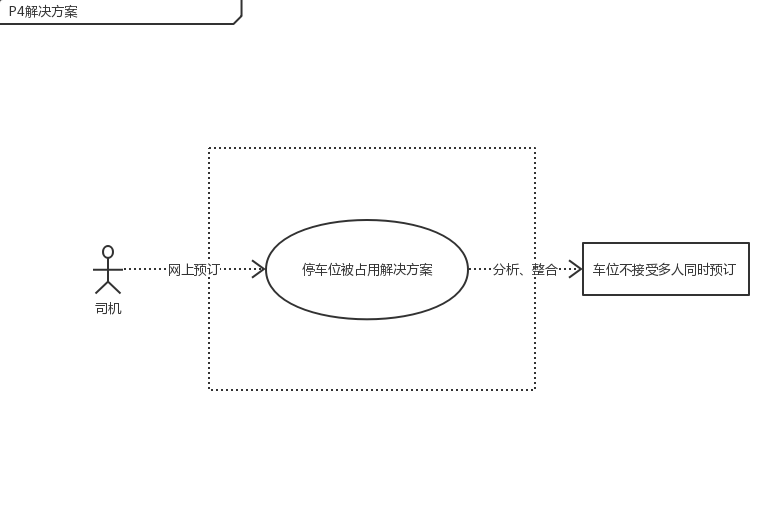 P4解决方案
网上预订
停车位被占用解决方案
分析、整合
车位不接受多人同时预订
司机